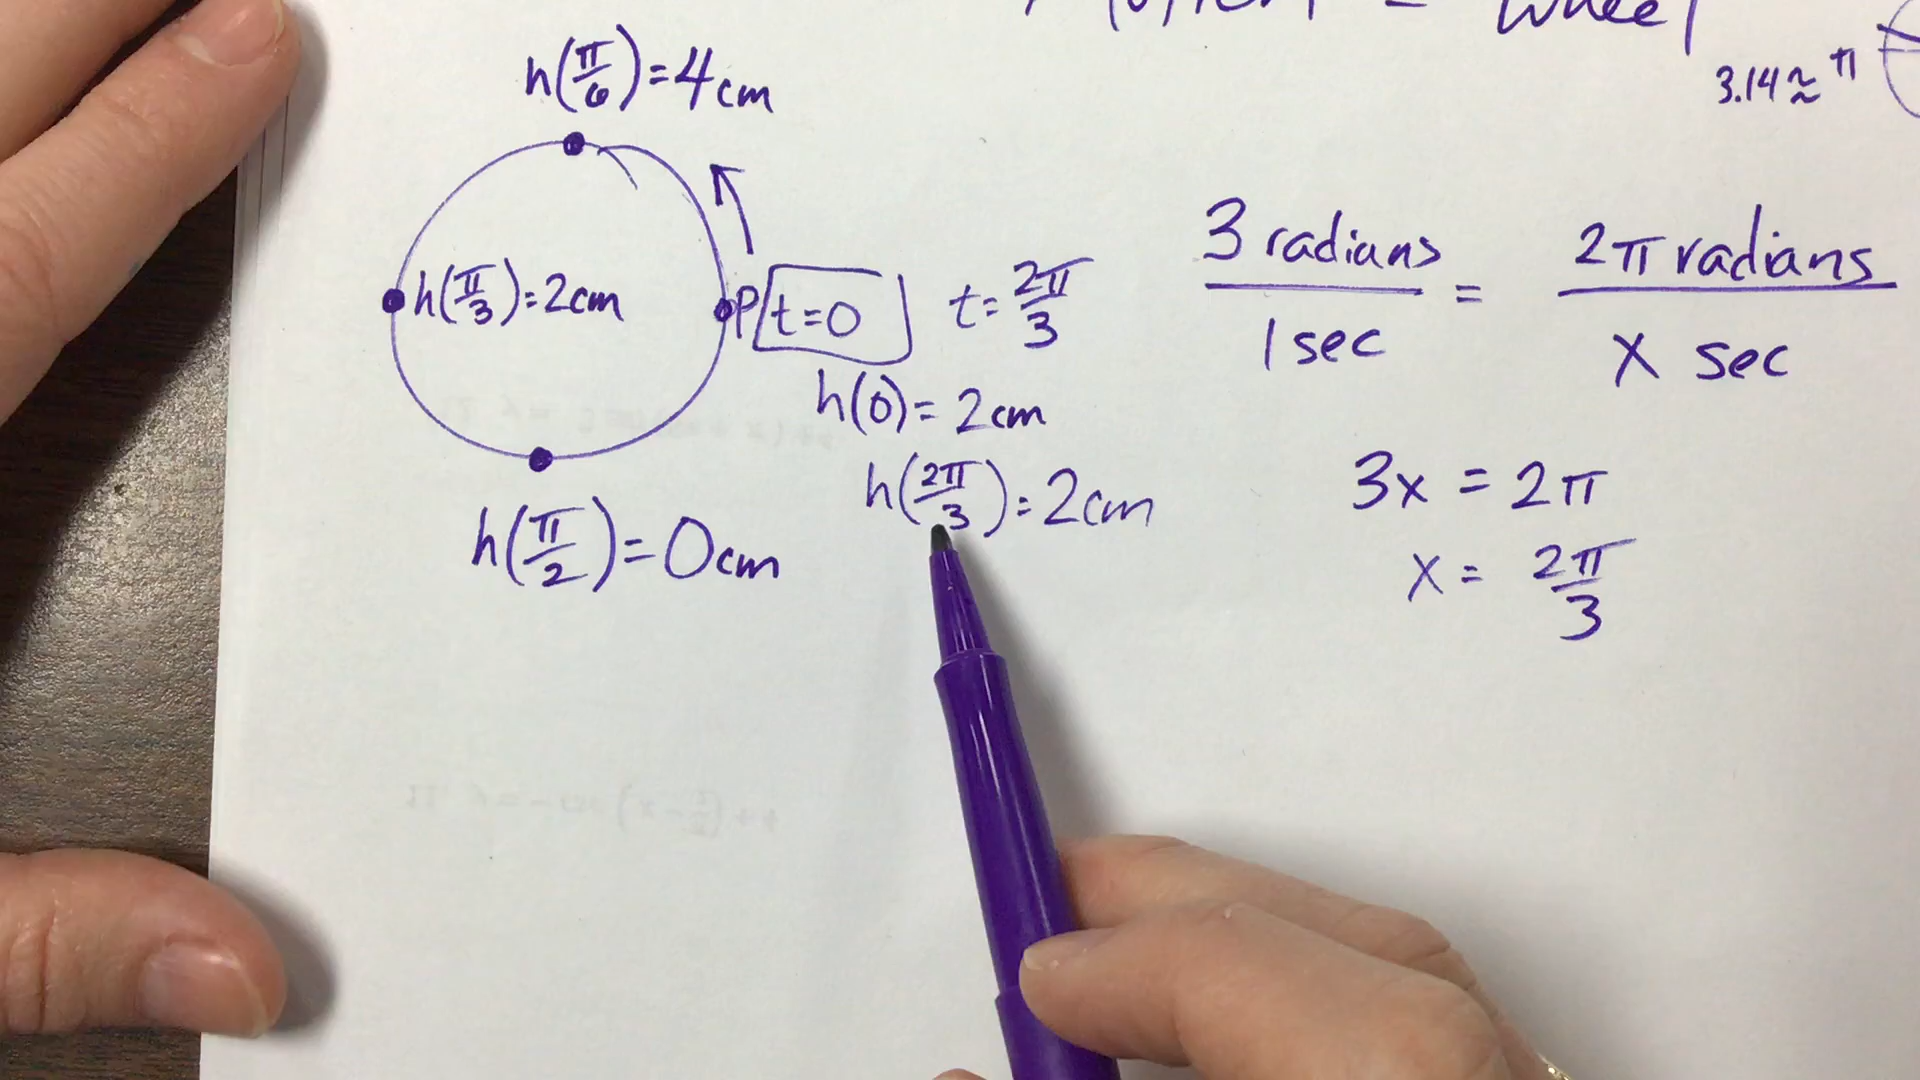 wheel
3.14 ≈ π
h(π/6) = 4cm
h(π/3) = 2cm
P t=0 t = 2π/3
h(0) = 2cm
h(2π/3) = 2cm
h(π/2) = 0cm
3 radians / 1 sec = 2π radians / x sec
3x = 2π
x = 2π/3